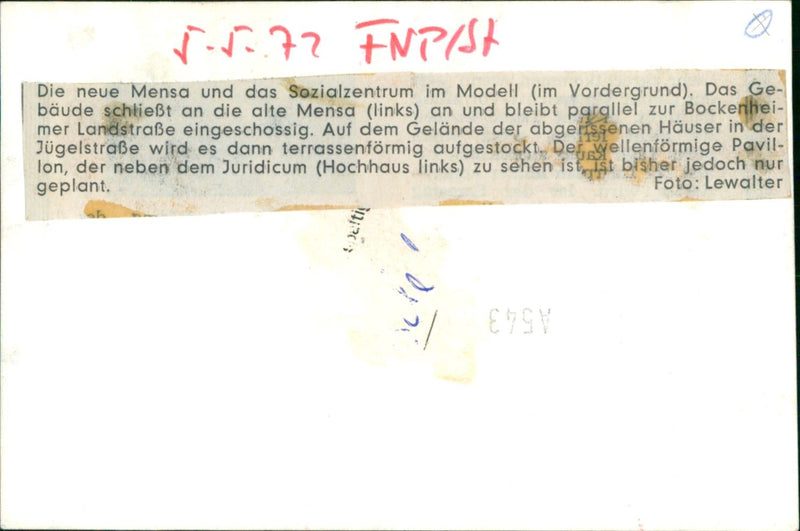 5-5-72 FNP/St
Die neue Mensa und das Sozialzentrum im Modell (im Vordergrund). Das Ge-
bäude schließt an die alte Mensa (links) an und bleibt parallel zur Bockenhei-
mer Landstraße eingeschossig. Auf dem Gelände der abgerissenen Häuser in der
Jügelstraße wird es dann terrassenförmig aufgestockt. Der wellenförmige Pavil-
lon, der neben dem Juridicum (Hochhaus links) zu sehen ist, ist bisher jedoch nur
geplant. Foto: Lewalter
A543